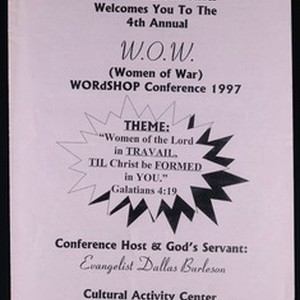 Welcomes You To The
4th Annual
W.O.W.
(Women of War)
WORdSHOP Conference 1997
THEME:
"Women of the Lord
in TRAVAIL,
TIL Christ be FORMED
in YOU."
Galatians 4:19
Conference Host & God's Servant:
Evangelist Dallas Burleson
Cultural Activity Center